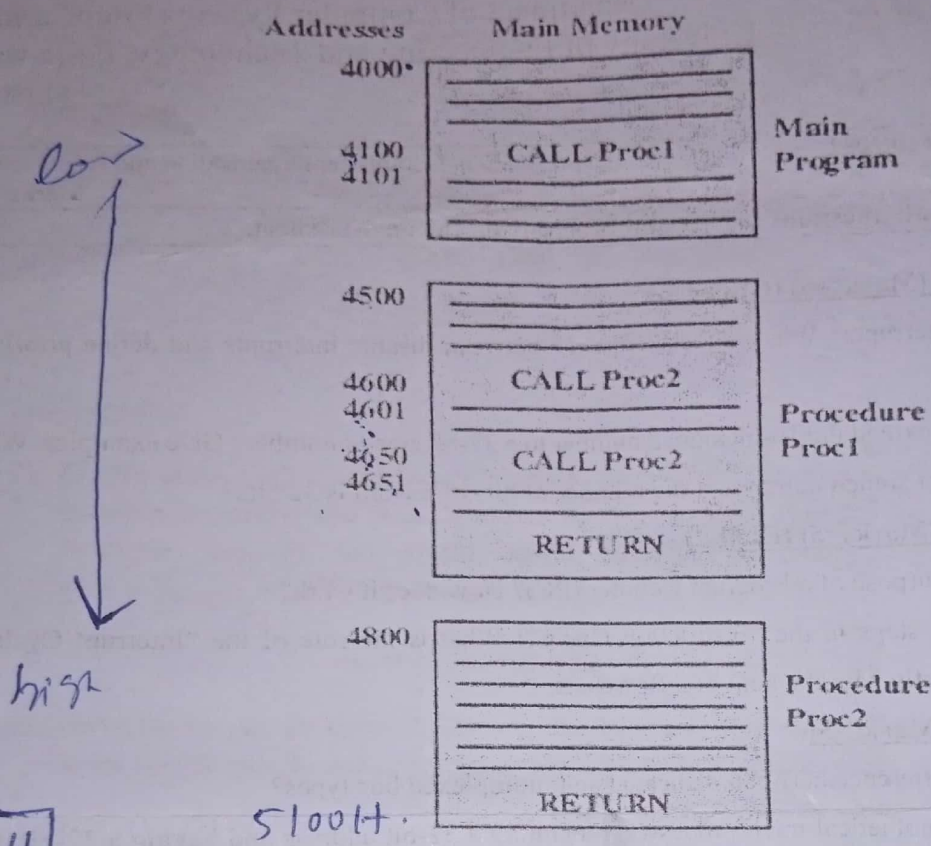 Addresses Main Memory
4000
4100 CALL Proc1
4101
Main
Program
low
4500
4600 CALL Proc2
4601
4650 CALL Proc2
4651
RETURN
Procedure
Proc1
high
4800
Procedure
Proc2
RETURN
5100H.